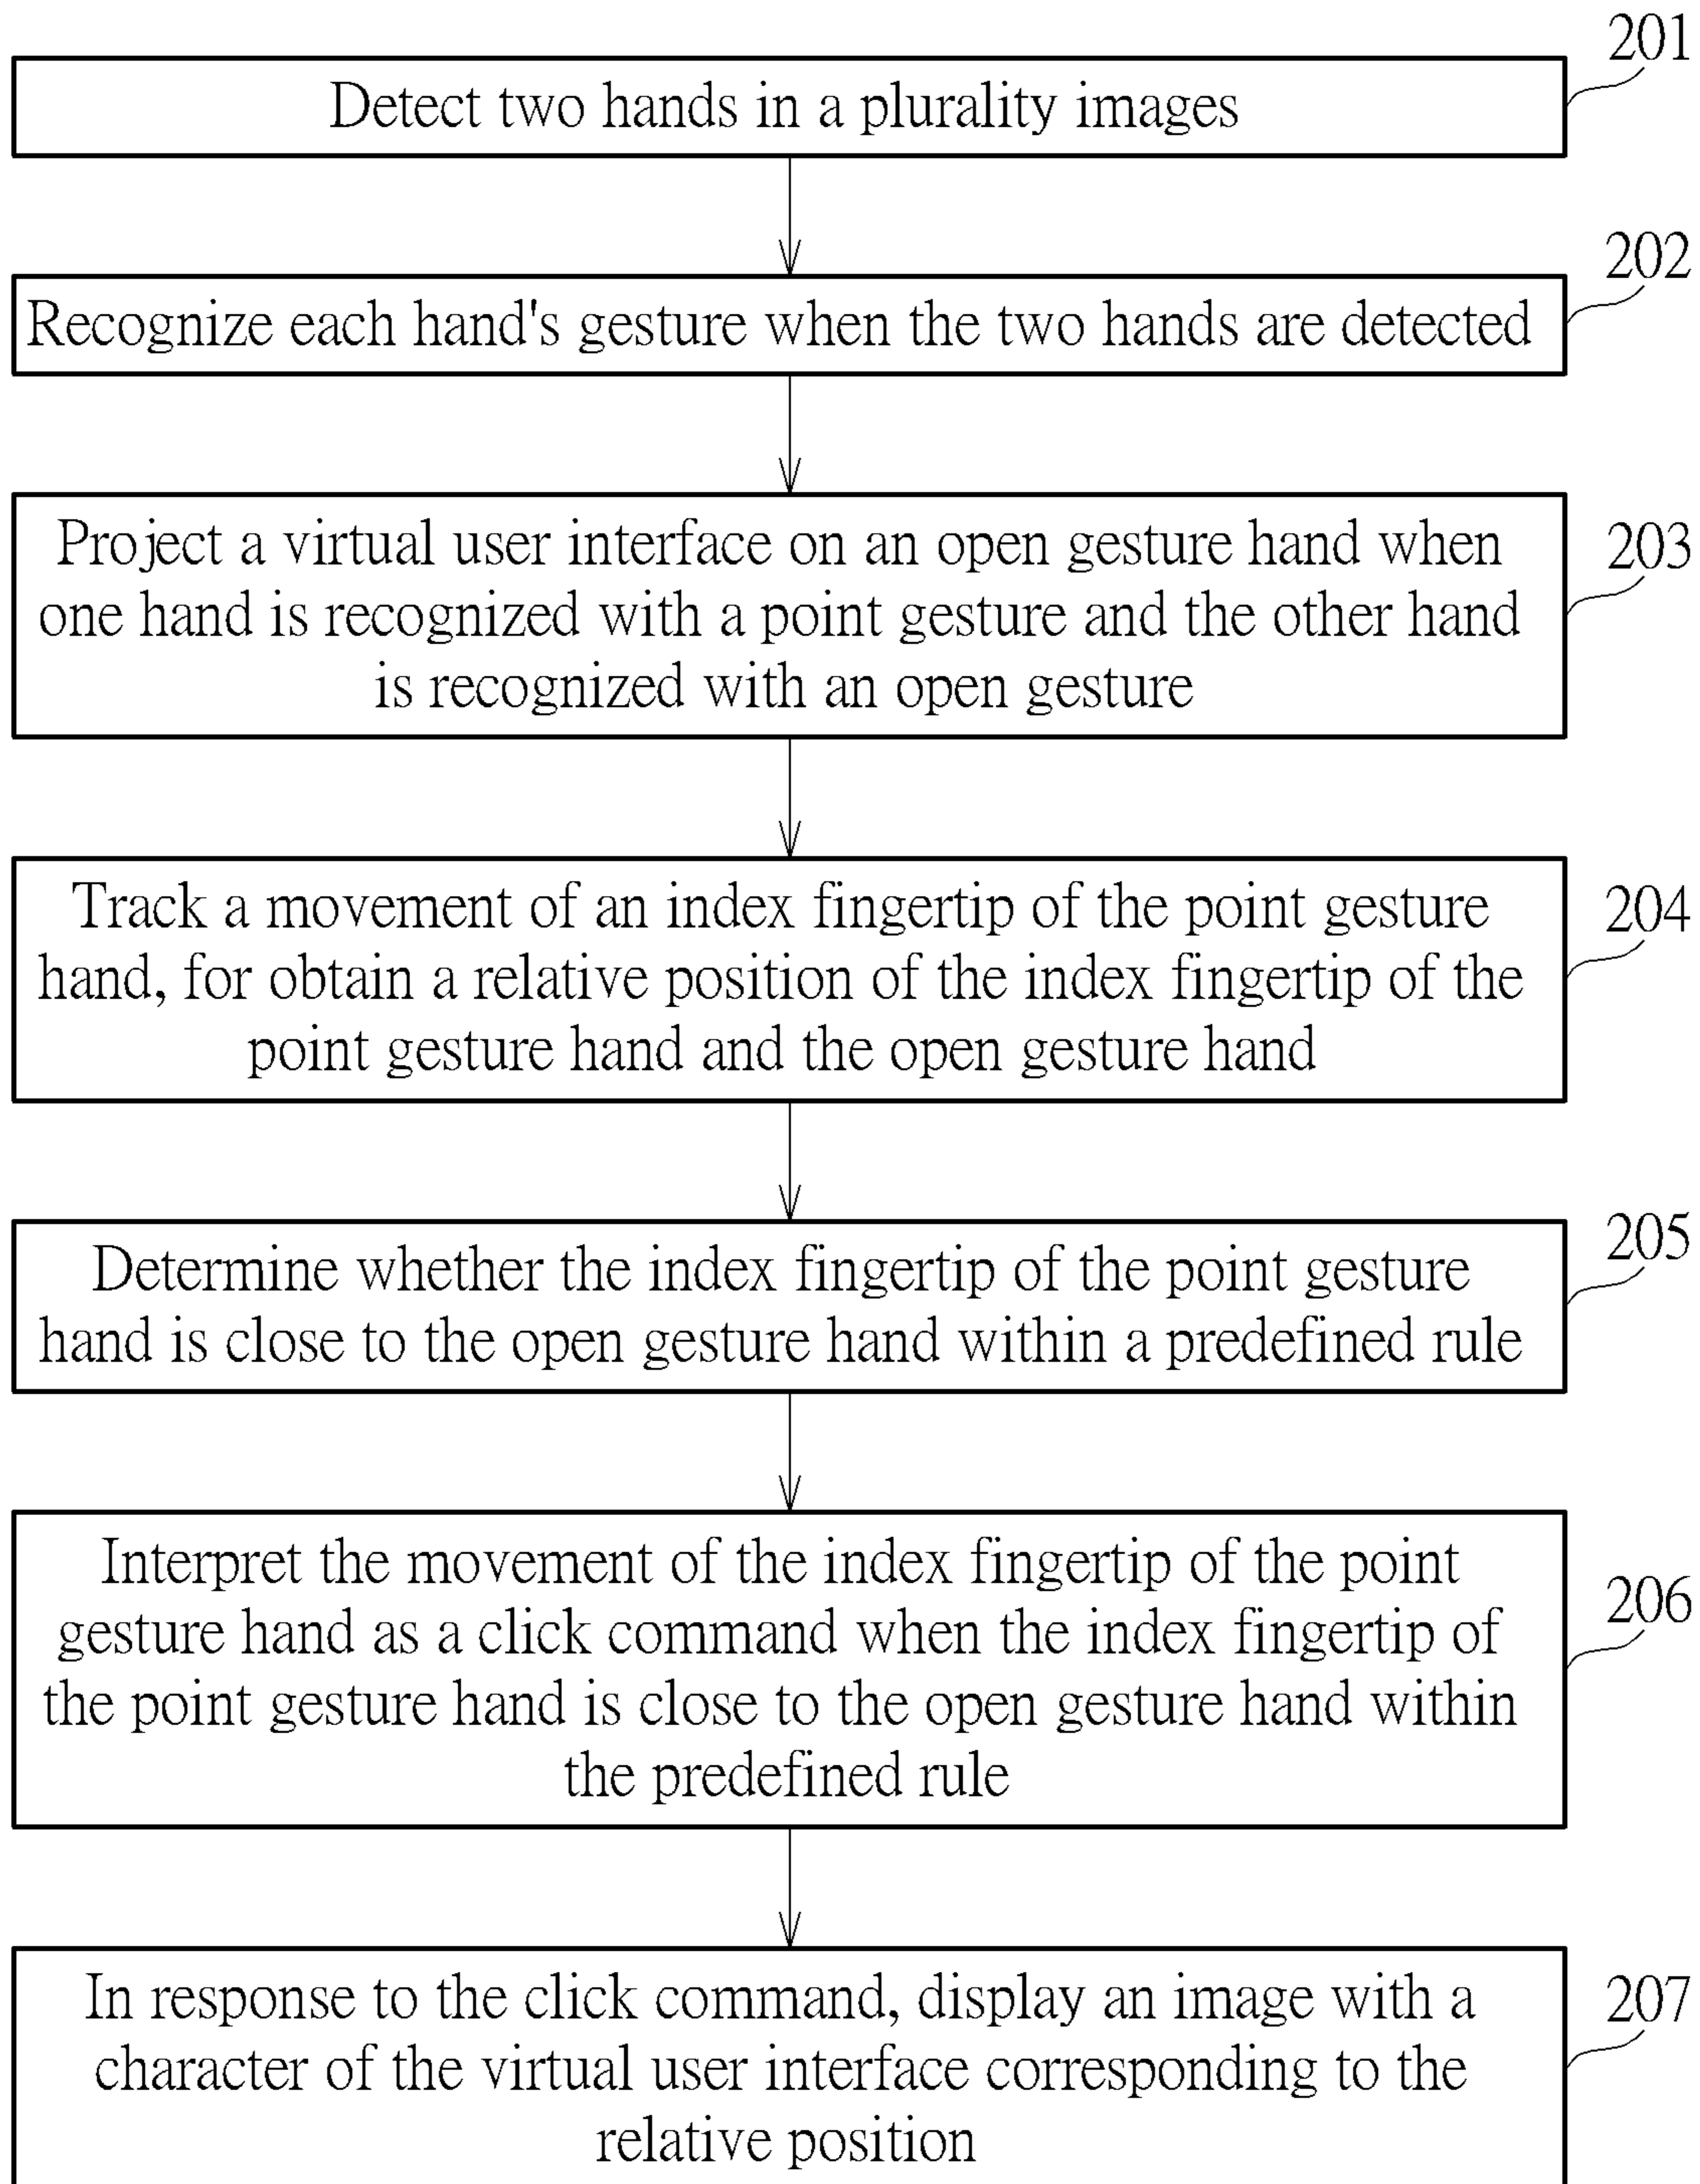 201
Detect two hands in a plurality images
202
Recognize each hand's gesture when the two hands are detected
203
Project a virtual user interface on an open gesture hand when
one hand is recognized with a point gesture and the other hand
is recognized with an open gesture
204
Track a movement of an index fingertip of the point gesture
hand, for obtain a relative position of the index fingertip of the
point gesture hand and the open gesture hand
205
Determine whether the index fingertip of the point gesture
hand is close to the open gesture hand within a predefined rule
206
Interpret the movement of the index fingertip of the point
gesture hand as a click command when the index fingertip of
the point gesture hand is close to the open gesture hand within
the predefined rule
207
In response to the click command, display an image with a
character of the virtual user interface corresponding to the
relative position